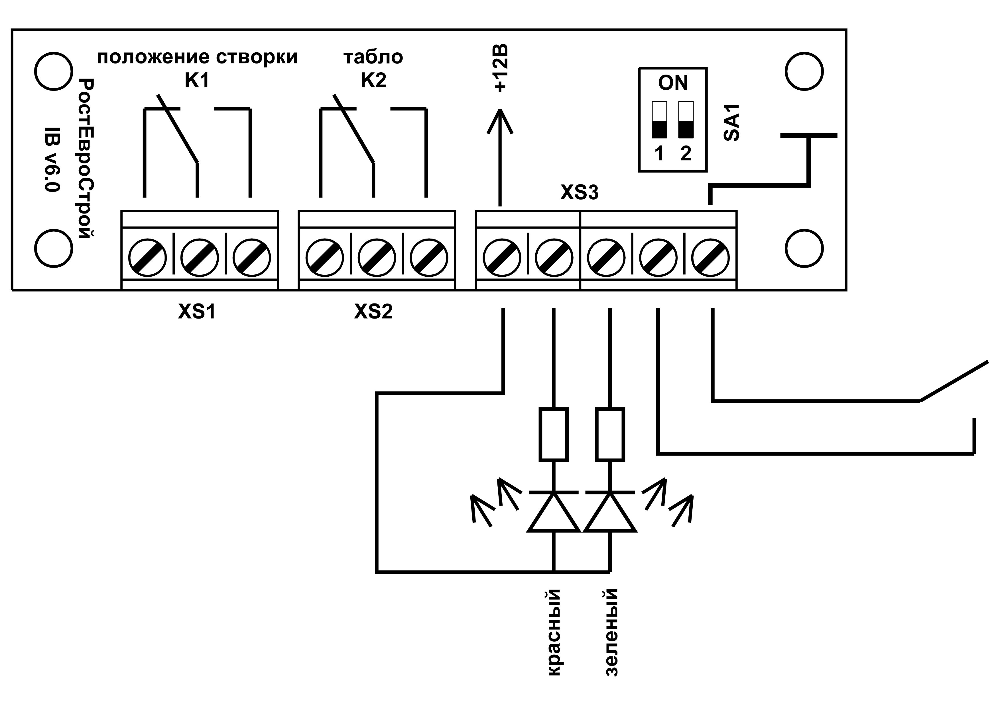 положение створки
K1
табло
K2
+12В
ON
1 2
SA1
РостЕвроСтрой
IB v6.0
XS3
XS1
XS2
красный
зеленый